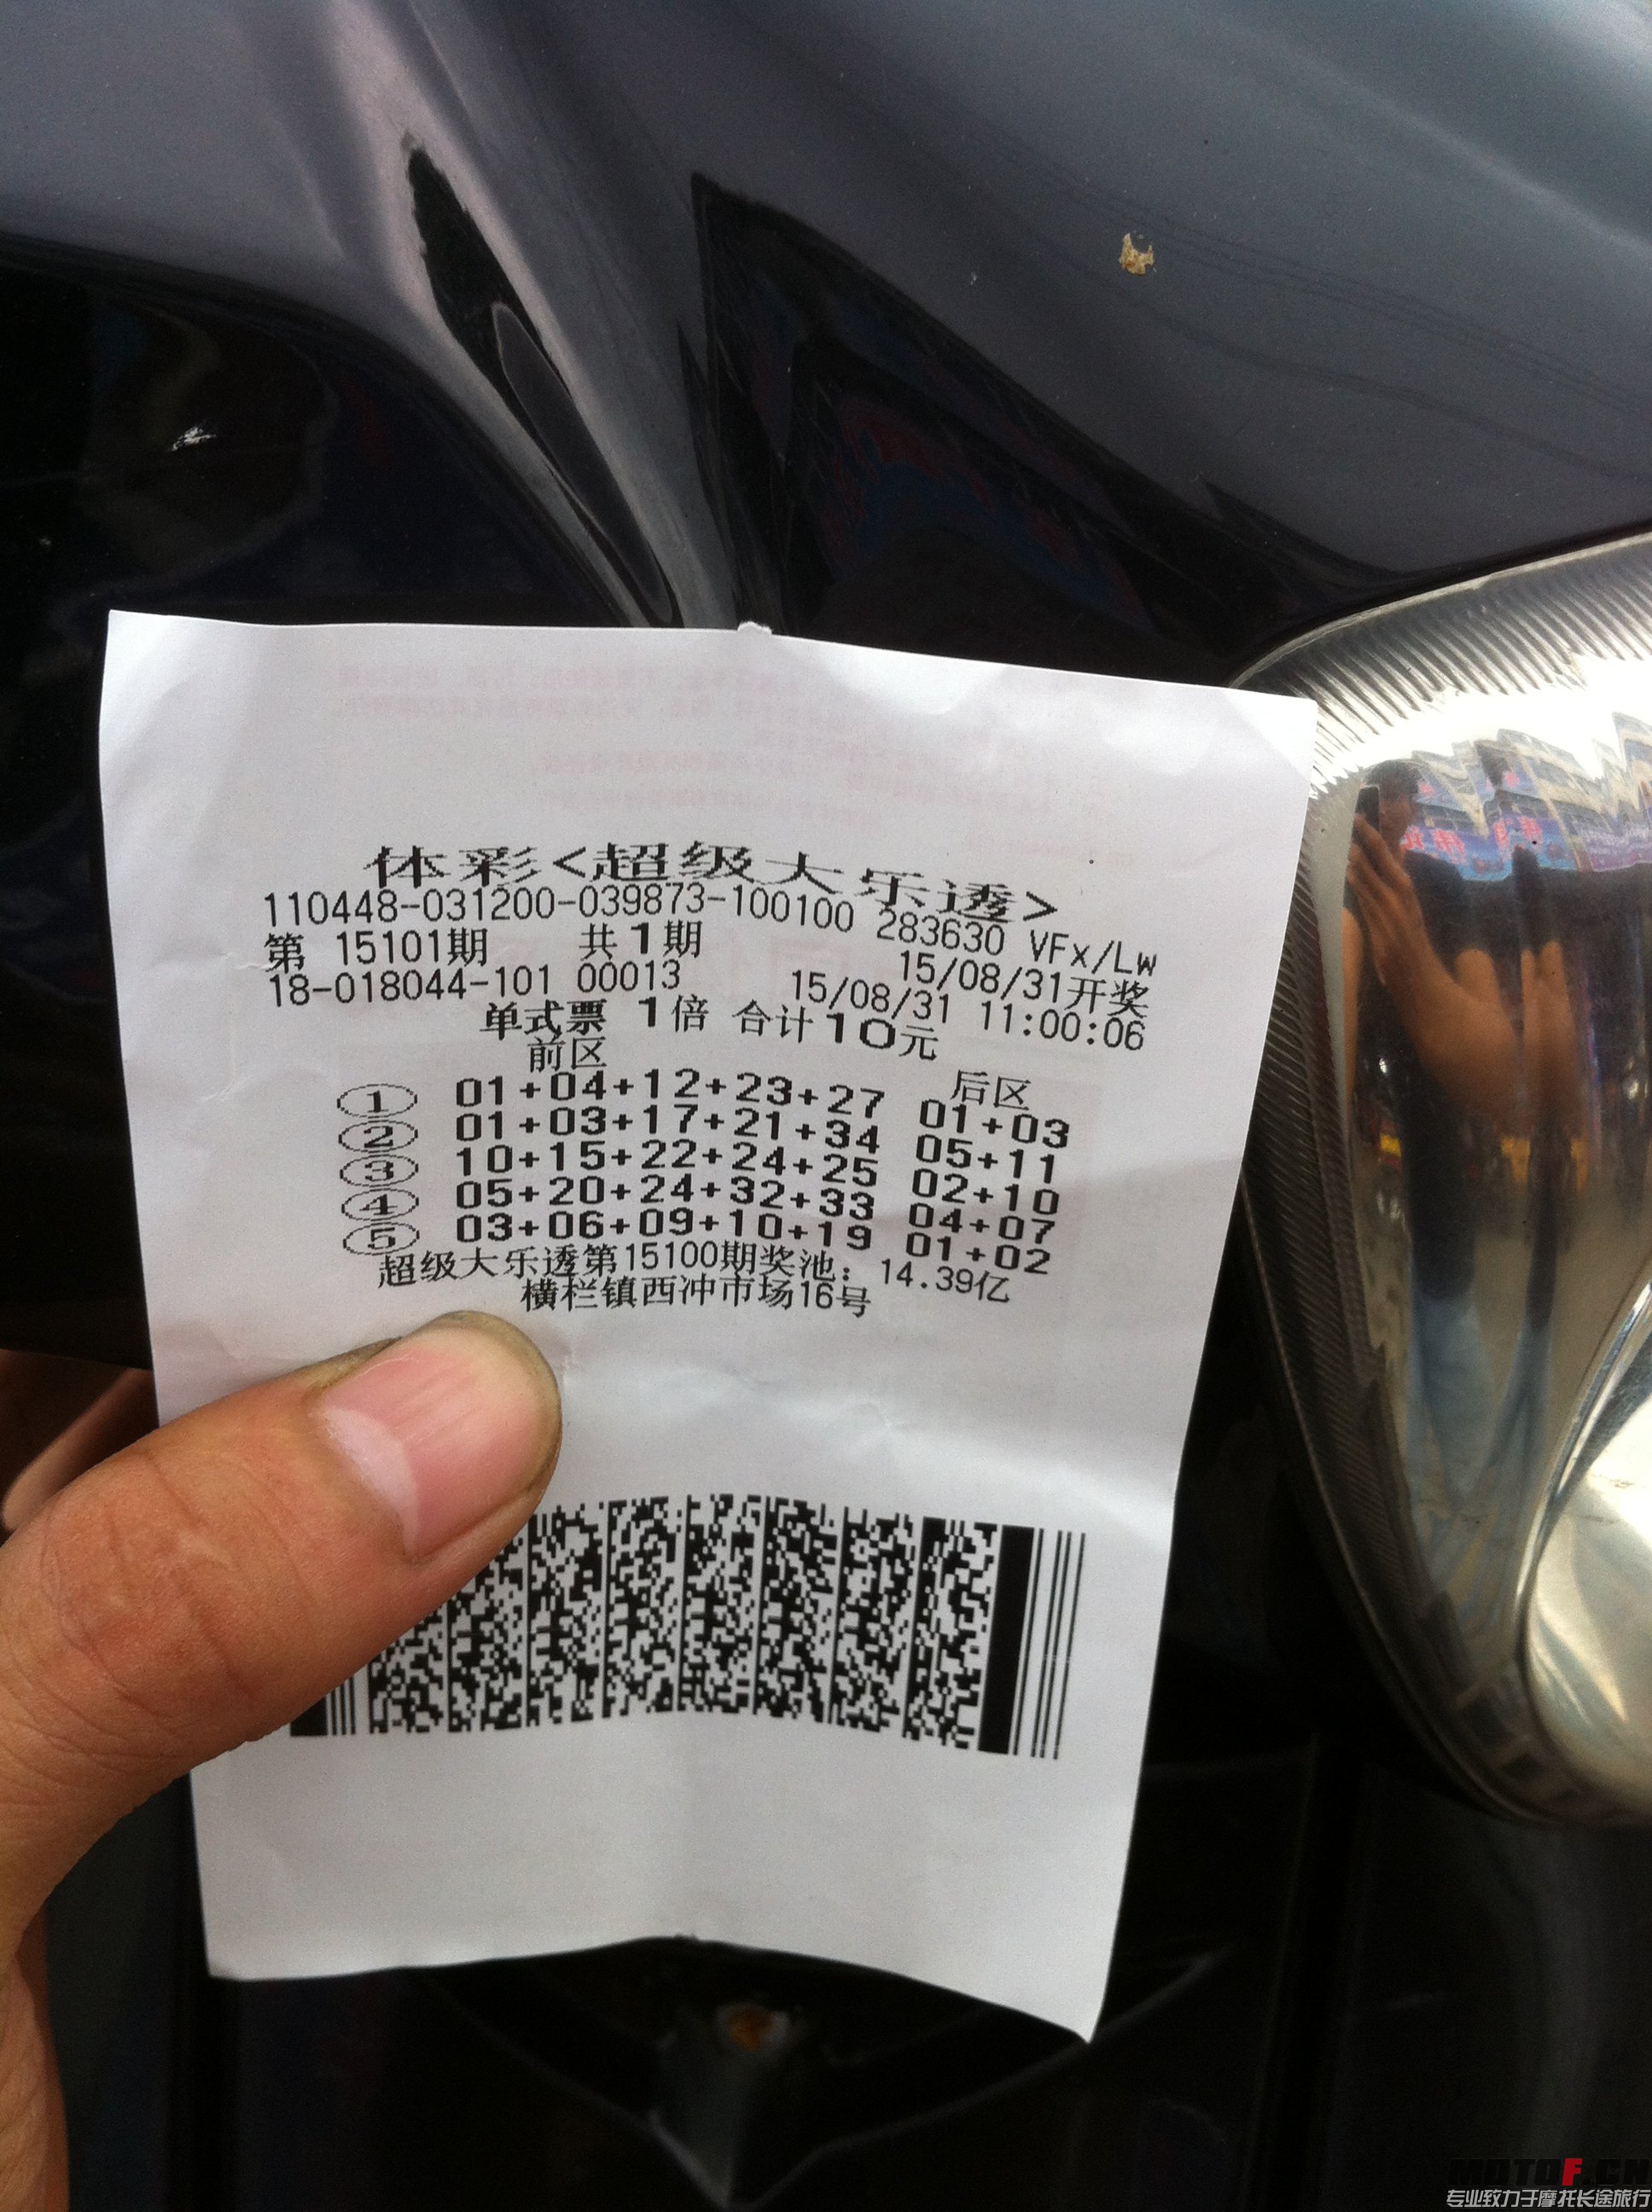 体彩<超级大乐透>
110448-031200-039873-100100 283630 VFx/Lw
第 15101期 共1期 15/08/31开奖
18-018044-101 00013 15/08/31 11:00:06
单式票 1倍 合计10元
前区 后区
① 01+04+12+23+27 01+03
② 01+03+17+21+34 05+11
③ 10+15+22+24+25 02+10
④ 05+20+24+32+33 04+07
⑤ 03+06+09+10+19 01+02
超级大乐透第15100期奖池: 14.39亿
横栏镇西冲市场16号
MOTOF.CN
专业致力于摩托长途旅行